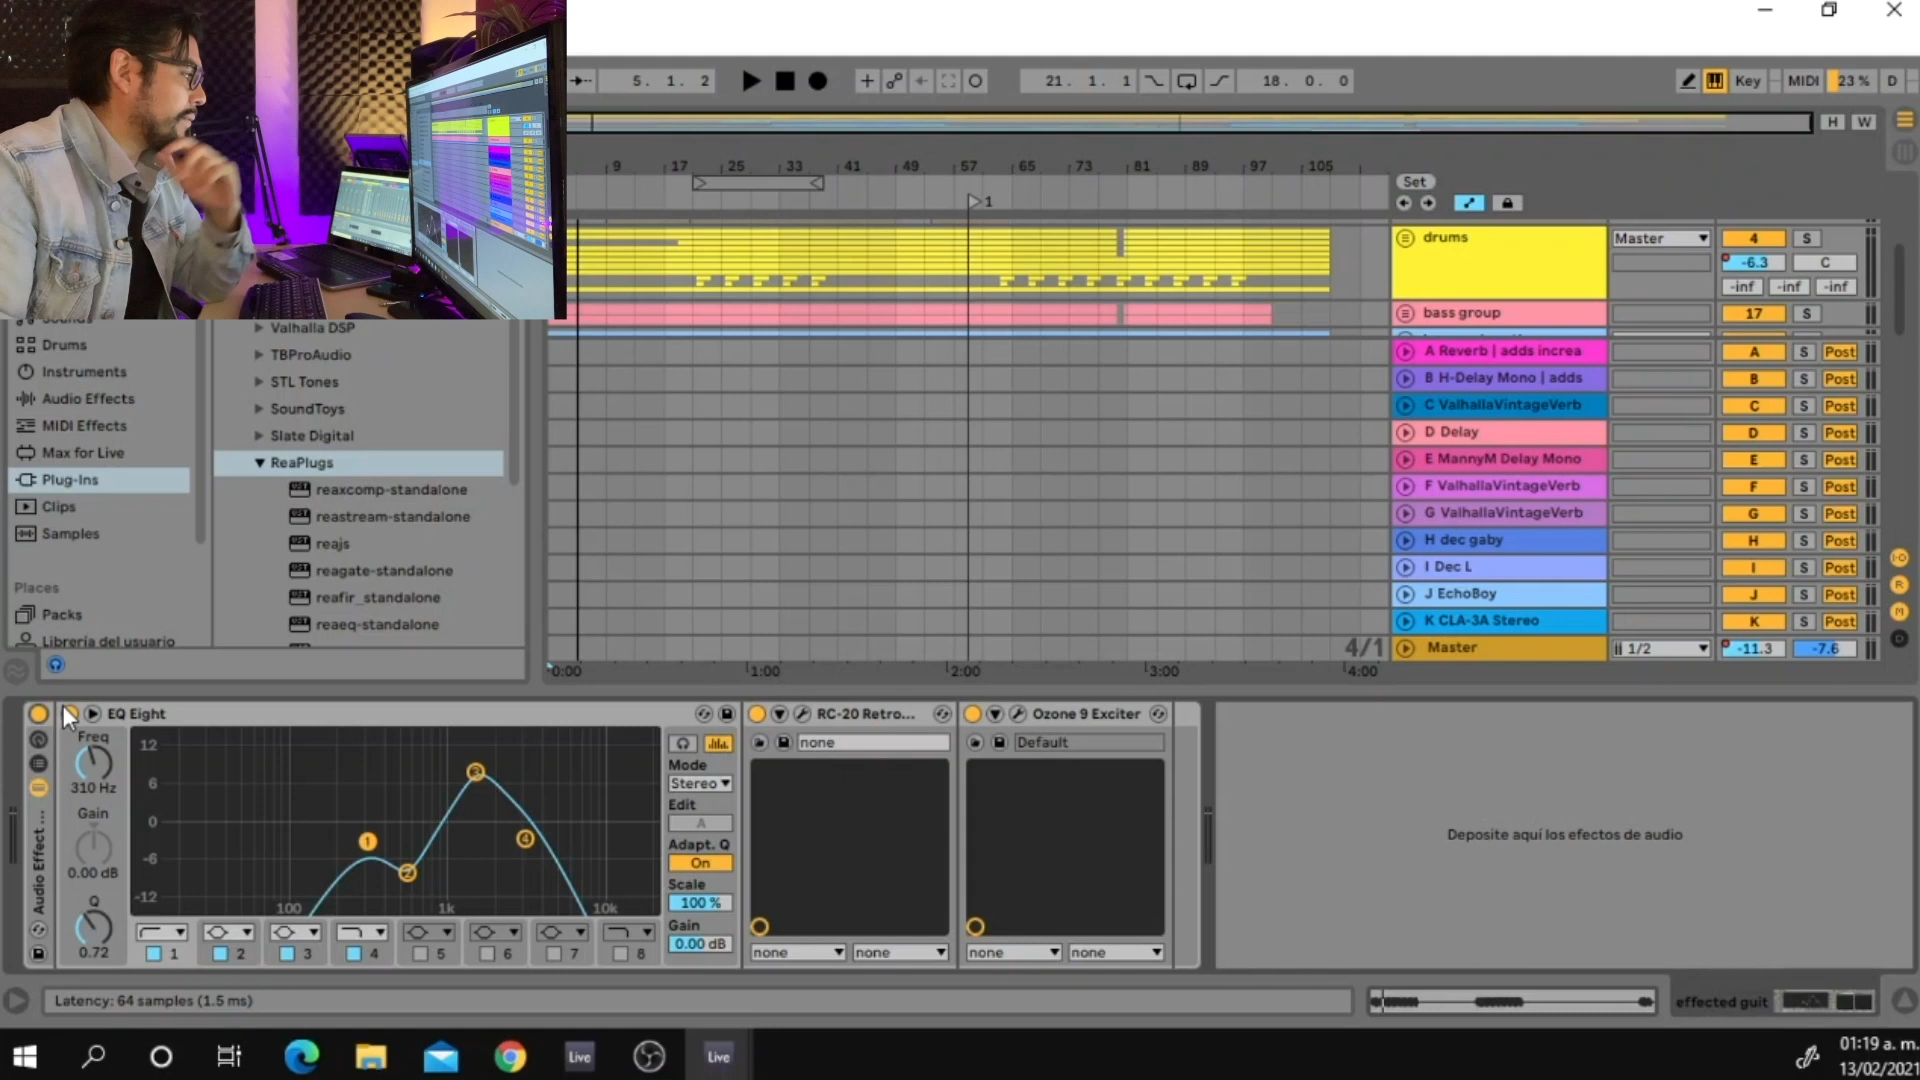 5. 1. 2
21. 1. 1
18. 0. 0
Key
MIDI
23 %
D
H W
9 17 25 33 41 49 57 65 73 81 89 97 105
1
Set
drums
Master
4 S
-6.3 C
-inf -inf -inf
bass group
17 S
A Reverb | adds increa
A S Post
B H-Delay Mono | adds
B S Post
C ValhallaVintageVerb
C S Post
D Delay
D S Post
E MannyM Delay Mono
E S Post
F ValhallaVintageVerb
F S Post
G ValhallaVintageVerb
G S Post
H dec gaby
H S Post
I Dec L
I S Post
J EchoBoy
J S Post
K CLA-3A Stereo
K S Post
4/1
Master
1/2
-11.3 -7.6
0:00 1:00 2:00 3:00 4:00
Sounds
Drums
Instruments
Audio Effects
MIDI Effects
Max for Live
Plug-Ins
Clips
Samples
Places
Packs
Librería del usuario
Valhalla DSP
TBProAudio
STL Tones
SoundToys
Slate Digital
ReaPlugs
reaxcomp-standalone
reastream-standalone
reajs
reagate-standalone
reafir_standalone
reaeq-standalone
Audio Effect ...
EQ Eight
Freq
310 Hz
Gain
0.00 dB
Q
0.72
12
6
0
-6
-12
100 1k 10k
1 2 3 4
1 2 3 4 5 6 7 8
Mode
Stereo
Edit
A
Adapt. Q
On
Scale
100 %
Gain
0.00 dB
RC-20 Retro...
none
none none
Ozone 9 Exciter
Default
none none
Deposite aquí los efectos de audio
Latency: 64 samples (1.5 ms)
effected guit
Live
Live
01:19 a. m.
13/02/2021